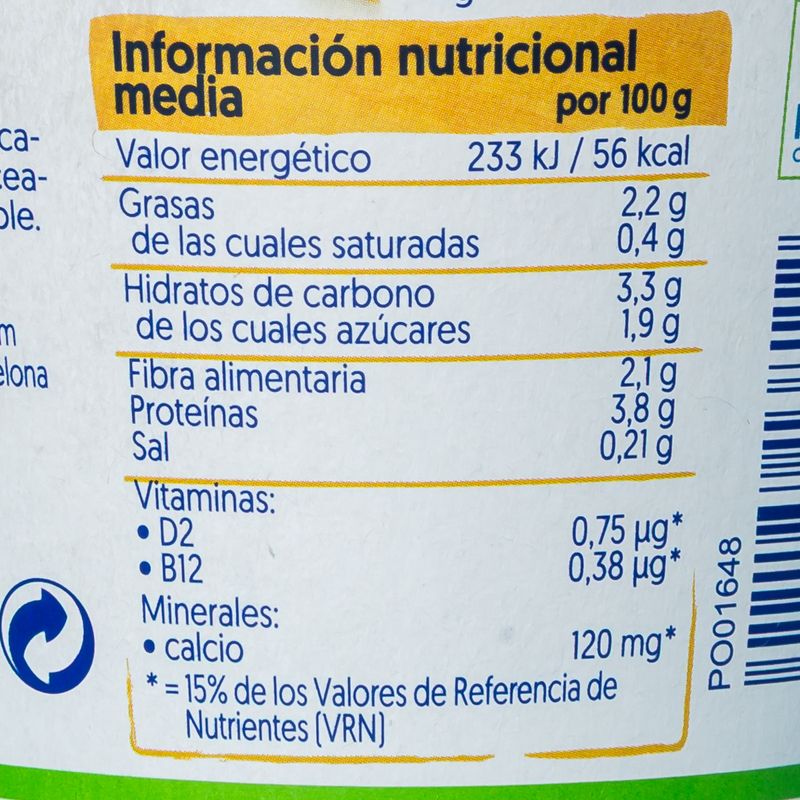 Información nutricional
media por 100 g
Valor energético 233 kJ / 56 kcal
Grasas 2,2 g
de las cuales saturadas 0,4 g
Hidratos de carbono 3,3 g
de los cuales azúcares 1,9 g
Fibra alimentaria 2,1 g
Proteínas 3,8 g
Sal 0,21 g
Vitaminas:
• D2 0,75 µg*
• B12 0,38 µg*
Minerales:
• calcio 120 mg*
* = 15% de los Valores de Referencia de
Nutrientes (VRN)
PO01648
ca-
ble.
elona